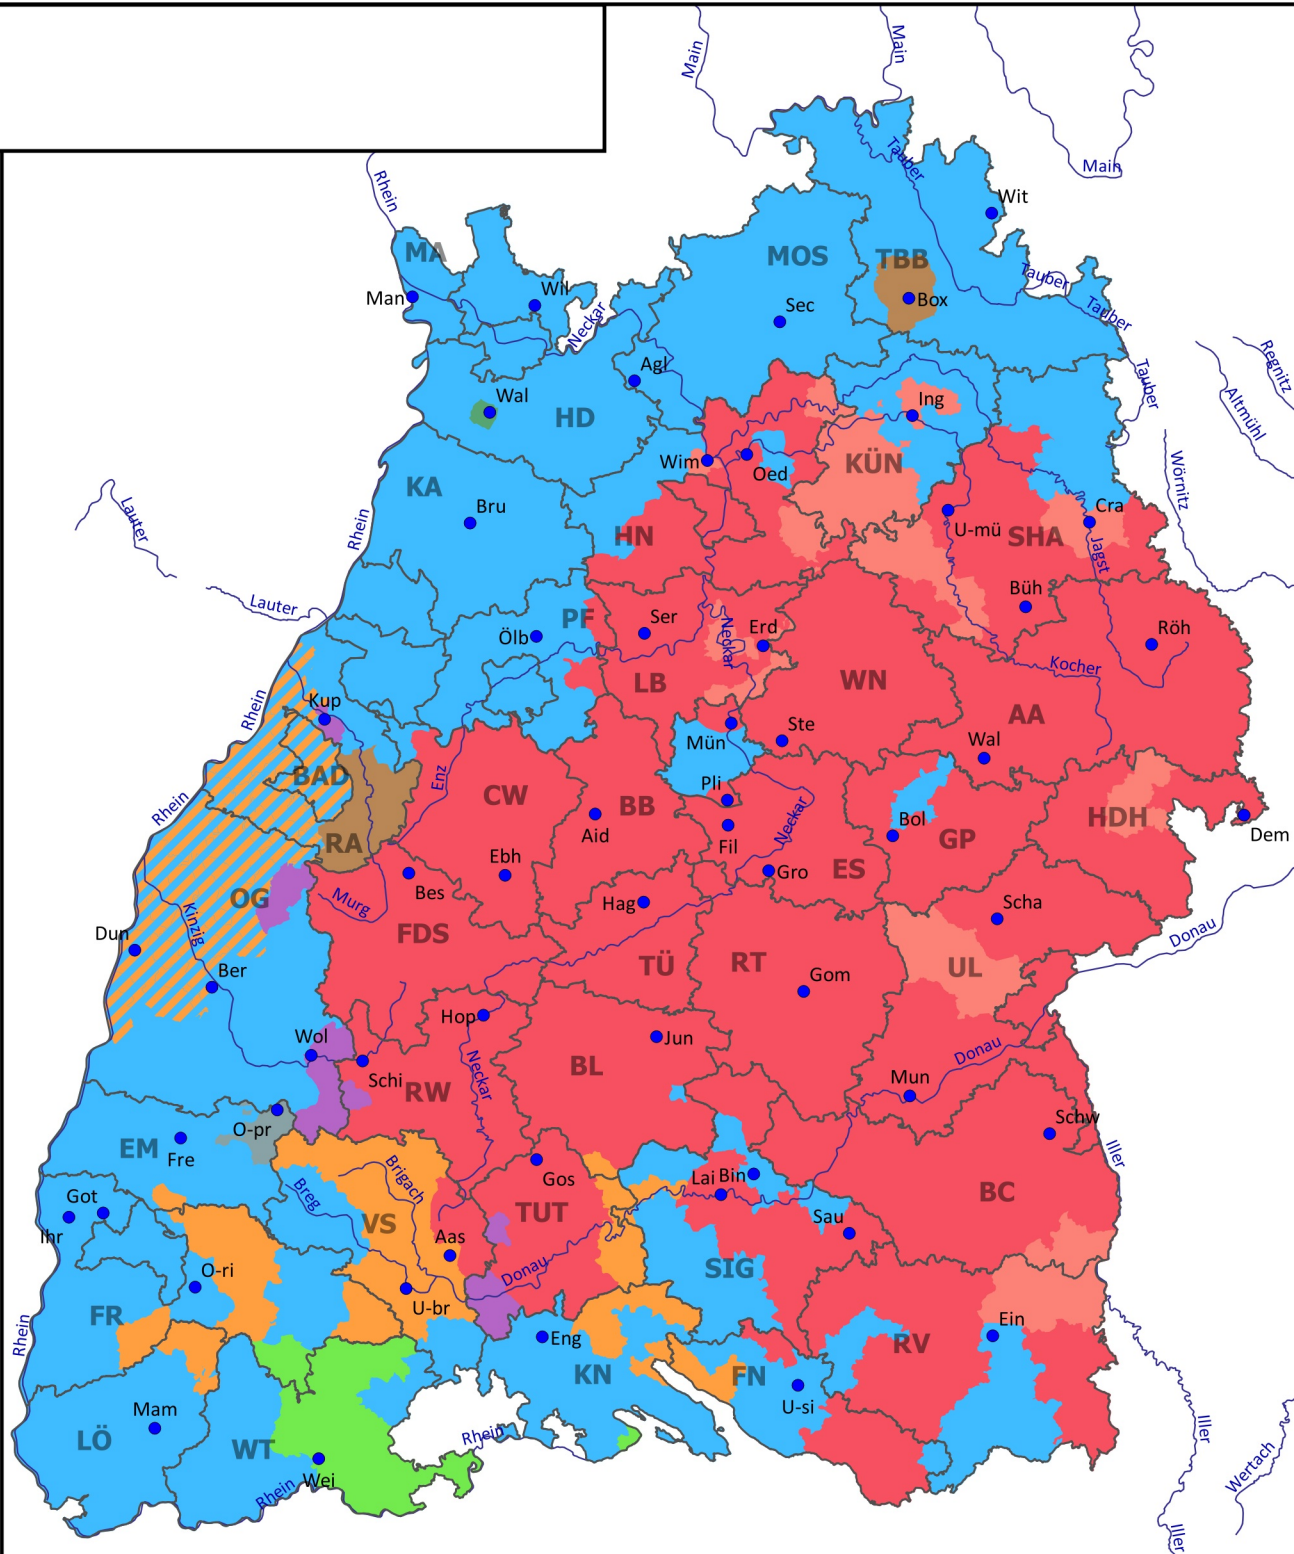 Main
Main
Main
Rhein
Tauber
Wit
MA
MOS
TBB
Tauber
Man
Wil
Box
Sec
Neckar
Tauber
Regnitz
Tauber
Agl
Altmühl
Wal
HD
Ing
Wim
Oed
KÜN
Wörnitz
KA
Bru
Lauter
Rhein
U-mü
Cra
HN
SHA
Jagst
Lauter
Büh
PF
Ölb
Ser
Neckar
Erd
Röh
Kocher
LB
WN
Rhein
Kup
AA
Mün
Ste
Wal
BAD
Enz
Pli
CW
BB
Rhein
Aid
Neckar
Bol
HDH
RA
Fil
GP
Dem
Ebh
ES
Gro
OG
Murg
Bes
Hag
Scha
Kinzig
Dun
FDS
Donau
TÜ
RT
UL
Ber
Gom
Hop
Wol
Jun
Donau
Schi
Neckar
BL
RW
Mun
Schw
O-pr
EM
Fre
Iller
Brigach
Gos
Lai
Bin
Breg
BC
Got
Ihr
VS
TUT
Sau
Aas
O-ri
Donau
SIG
U-br
FR
Rhein
Eng
Ein
RV
KN
FN
U-si
Mam
LÖ
WT
Rhein
Iller
Wei
Rhein
Wertach
Iller